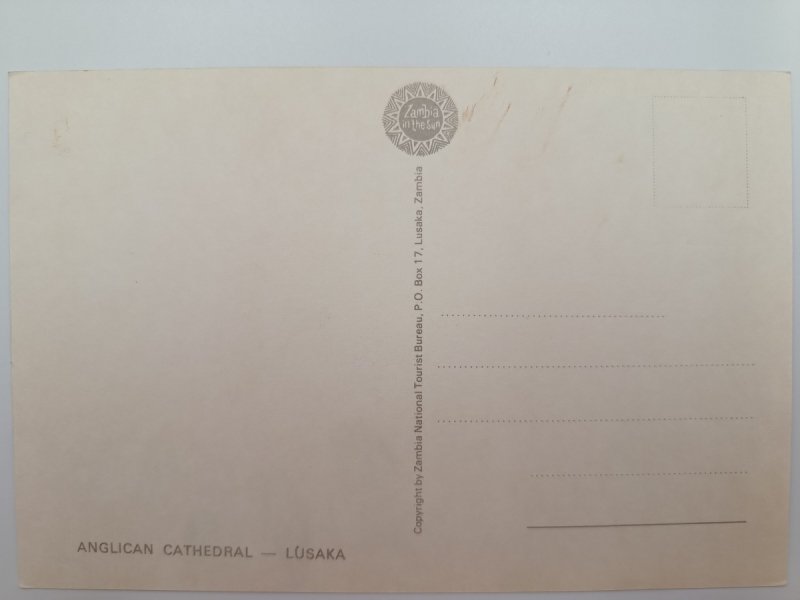 Zambia
in the Sun
Copyright by Zambia National Tourist Bureau, P.O. Box 17, Lusaka, Zambia
ANGLICAN CATHEDRAL — LUSAKA